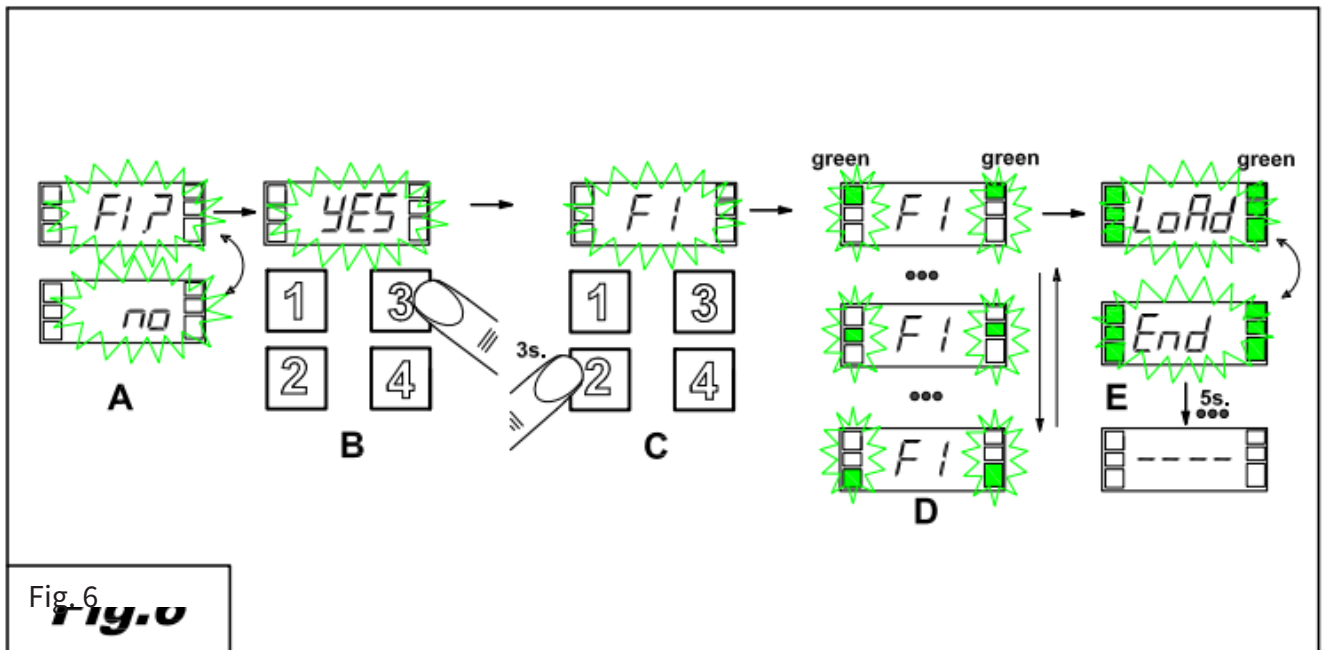 F1?
no
A
YES
1
3
2
4
B
F1
1
3
3s.
2
4
C
green
green
F1
F1
F1
D
green
LoAd
End
E
5s.
----
Fig. 6
Fig.6